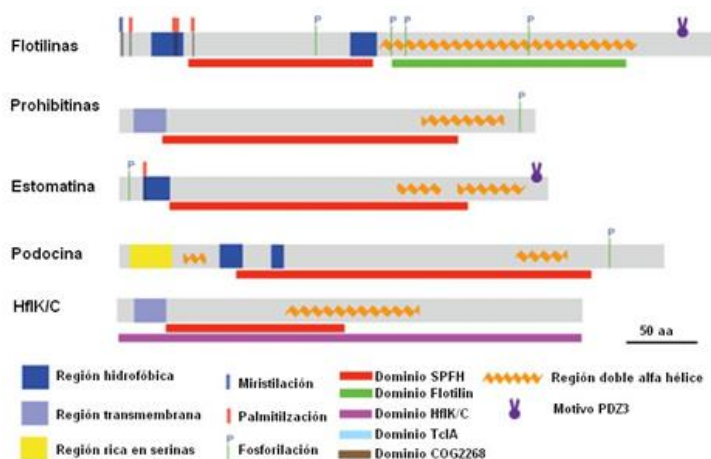 P P P P
Flotilinas
Prohibitinas
P
Estomatina
P
Podocina
P
HflK/C
50 aa
Región hidrofóbica
Miristilación
Dominio SPFH
Región doble alfa hélice
Dominio Flotilin
Región transmembrana
Palmitilzación
Dominio HflK/C
Motivo PDZ3
P
Dominio TclA
Región rica en serinas
Fosforilación
Dominio COG2268